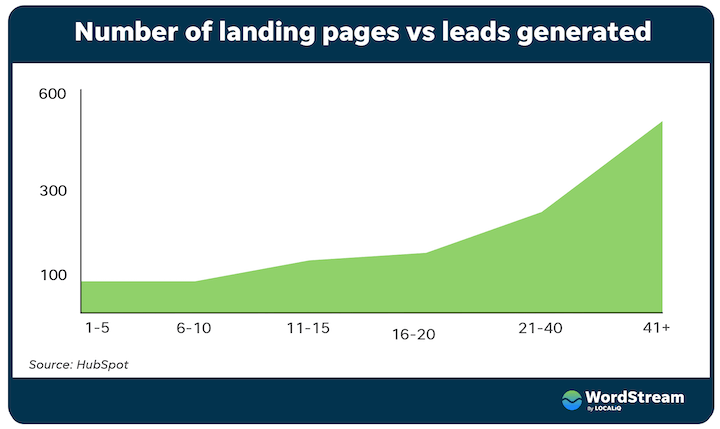 Number of landing pages vs leads generated
600
300
100
1-5 6-10 11-15 16-20 21-40 41+
Source: HubSpot
WordStream
By LOCALiQ